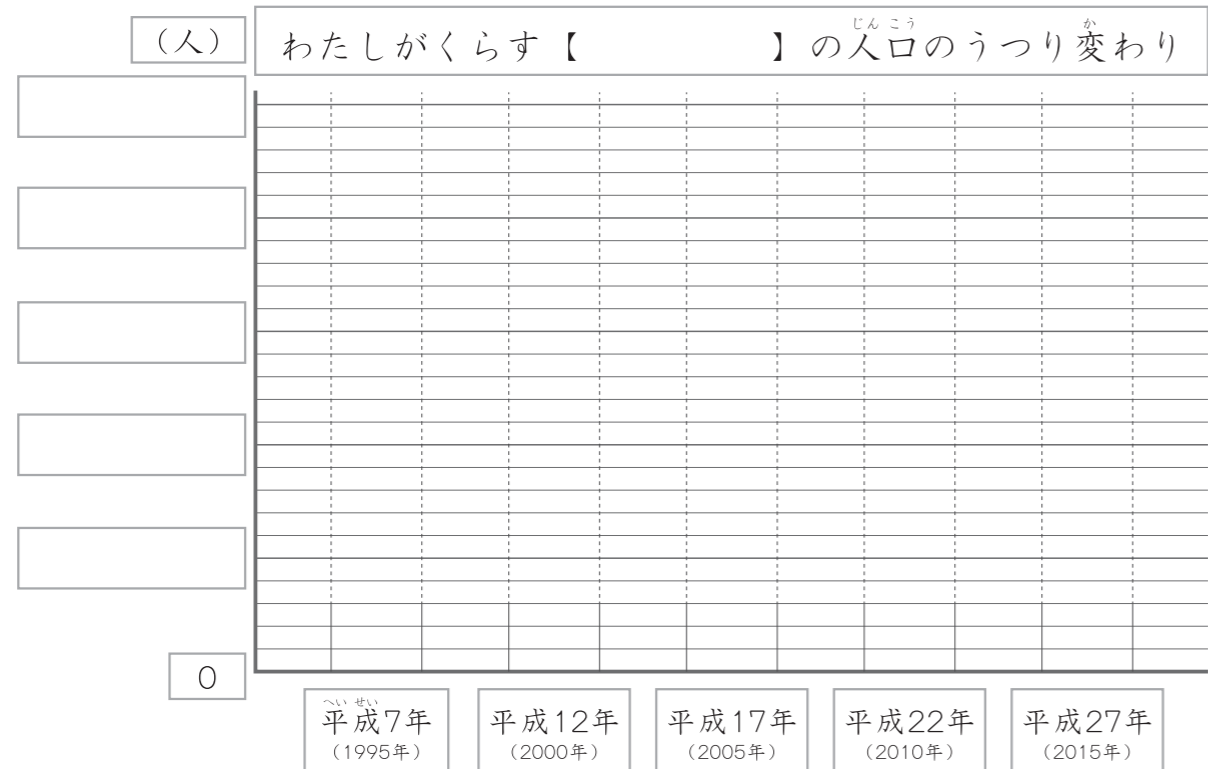 (人)
わたしがくらす【 】の人口のうつり変わり
じん こう か
0
へい せい
平成7年
(1995年)
平成12年
(2000年)
平成17年
(2005年)
平成22年
(2010年)
平成27年
(2015年)